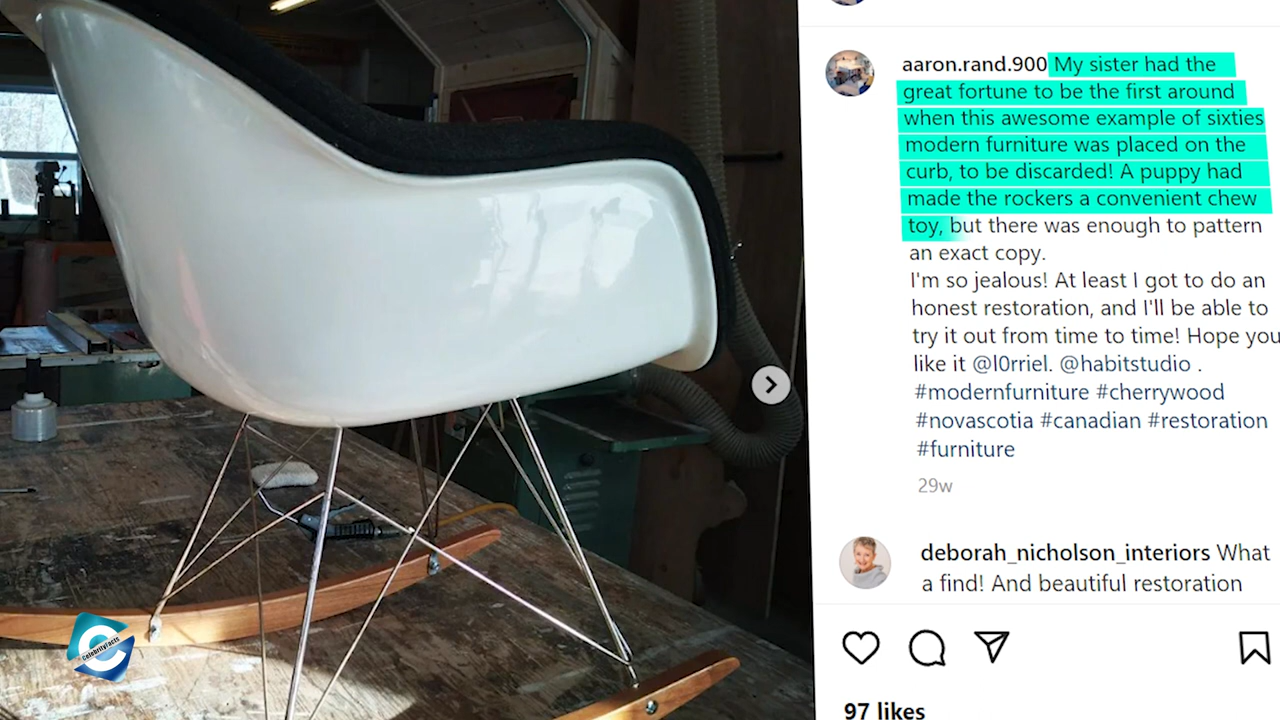 aaron.rand.900 My sister had the
great fortune to be the first around
when this awesome example of sixties
modern furniture was placed on the
curb, to be discarded! A puppy had
made the rockers a convenient chew
toy, but there was enough to pattern
an exact copy.
I'm so jealous! At least I got to do an
honest restoration, and I'll be able to
try it out from time to time! Hope you
like it @l0rriel. @habitstudio .
#modernfurniture #cherrywood
#novascotia #canadian #restoration
#furniture
29w
deborah_nicholson_interiors What
a find! And beautiful restoration
97 likes
CelebrityFacts